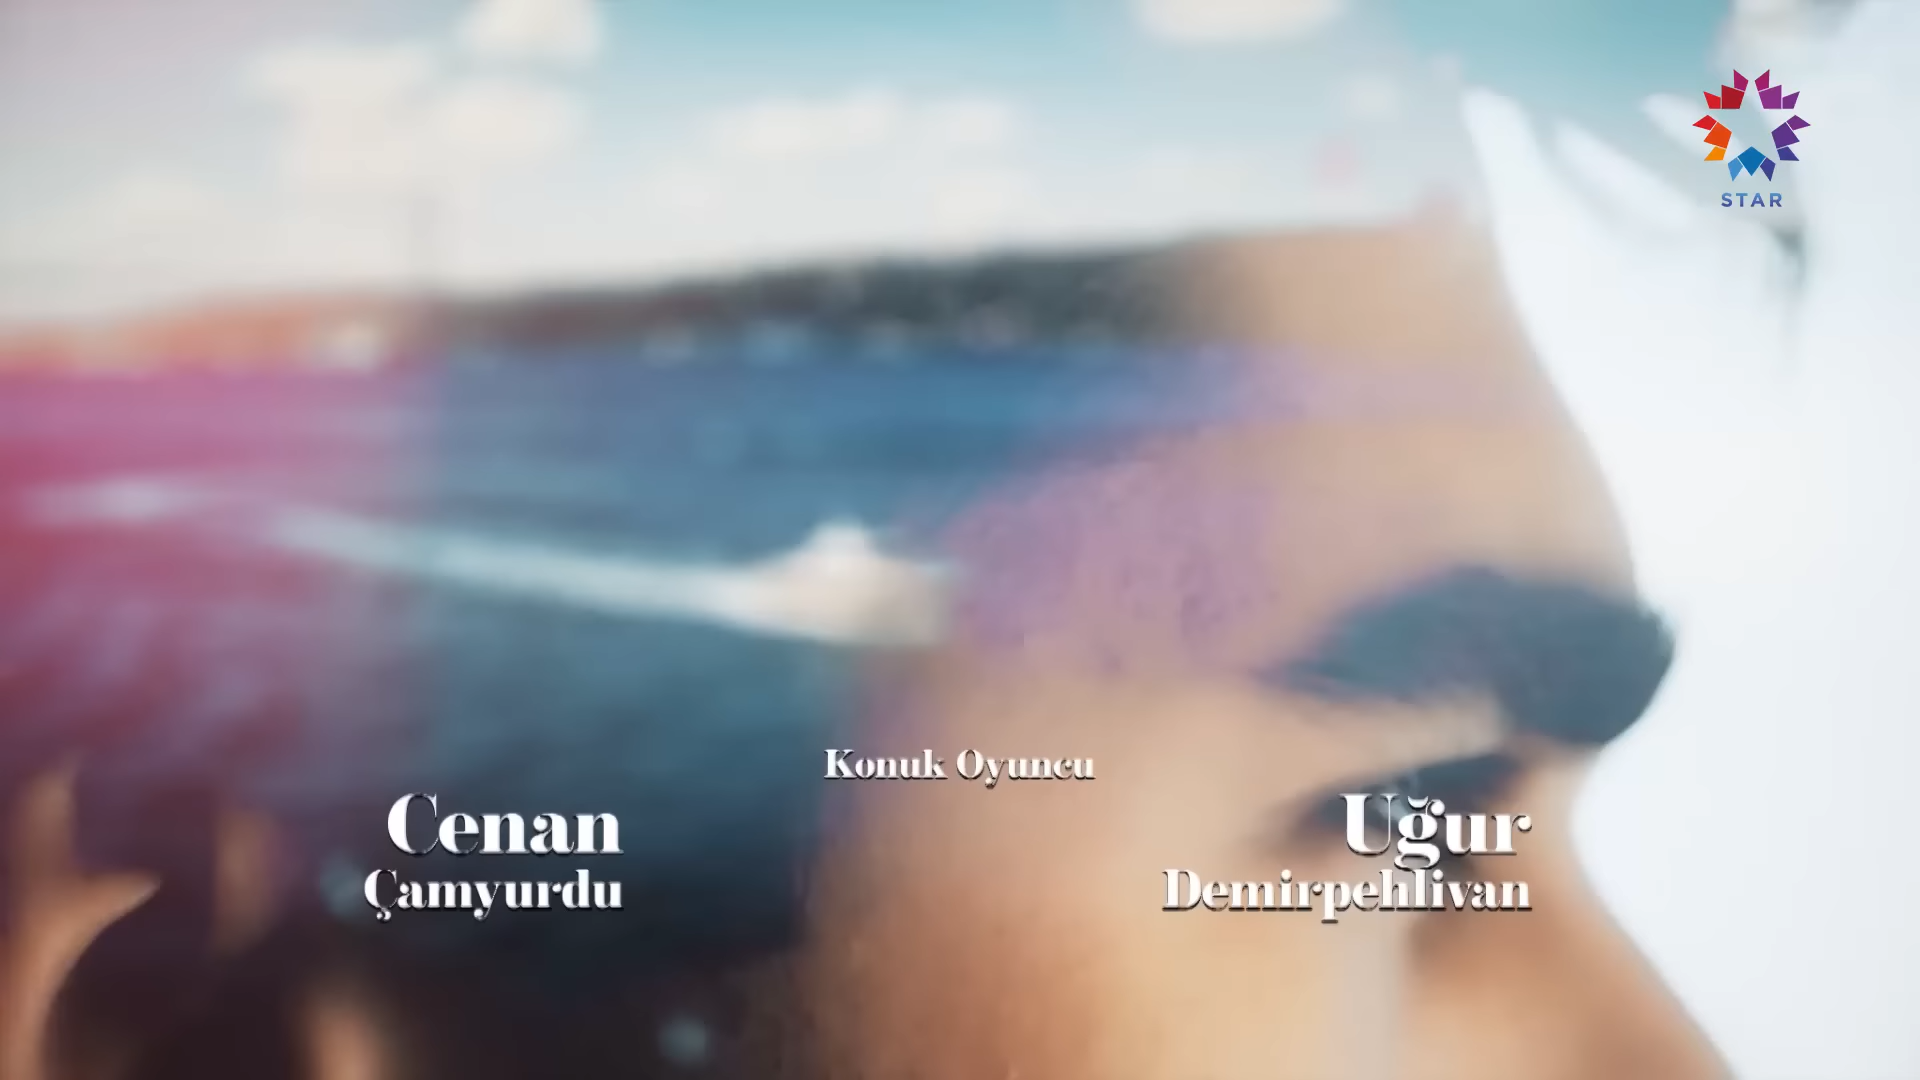 STAR
Konuk Oyuncu
Cenan
Çamyurdu
Uğur
Demirpehlivan